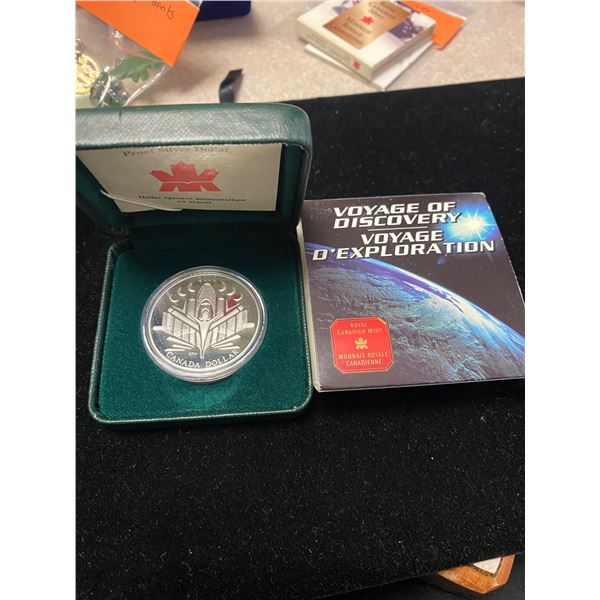 Proof Silver Dollar
Dollar épreuve numismatique
en argent
CANADA DOLLAR
VOYAGE OF
DISCOVERY
VOYAGE
D'EXPLORATION
ROYAL
CANADIAN MINT
MONNAIE ROYALE
CANADIENNE